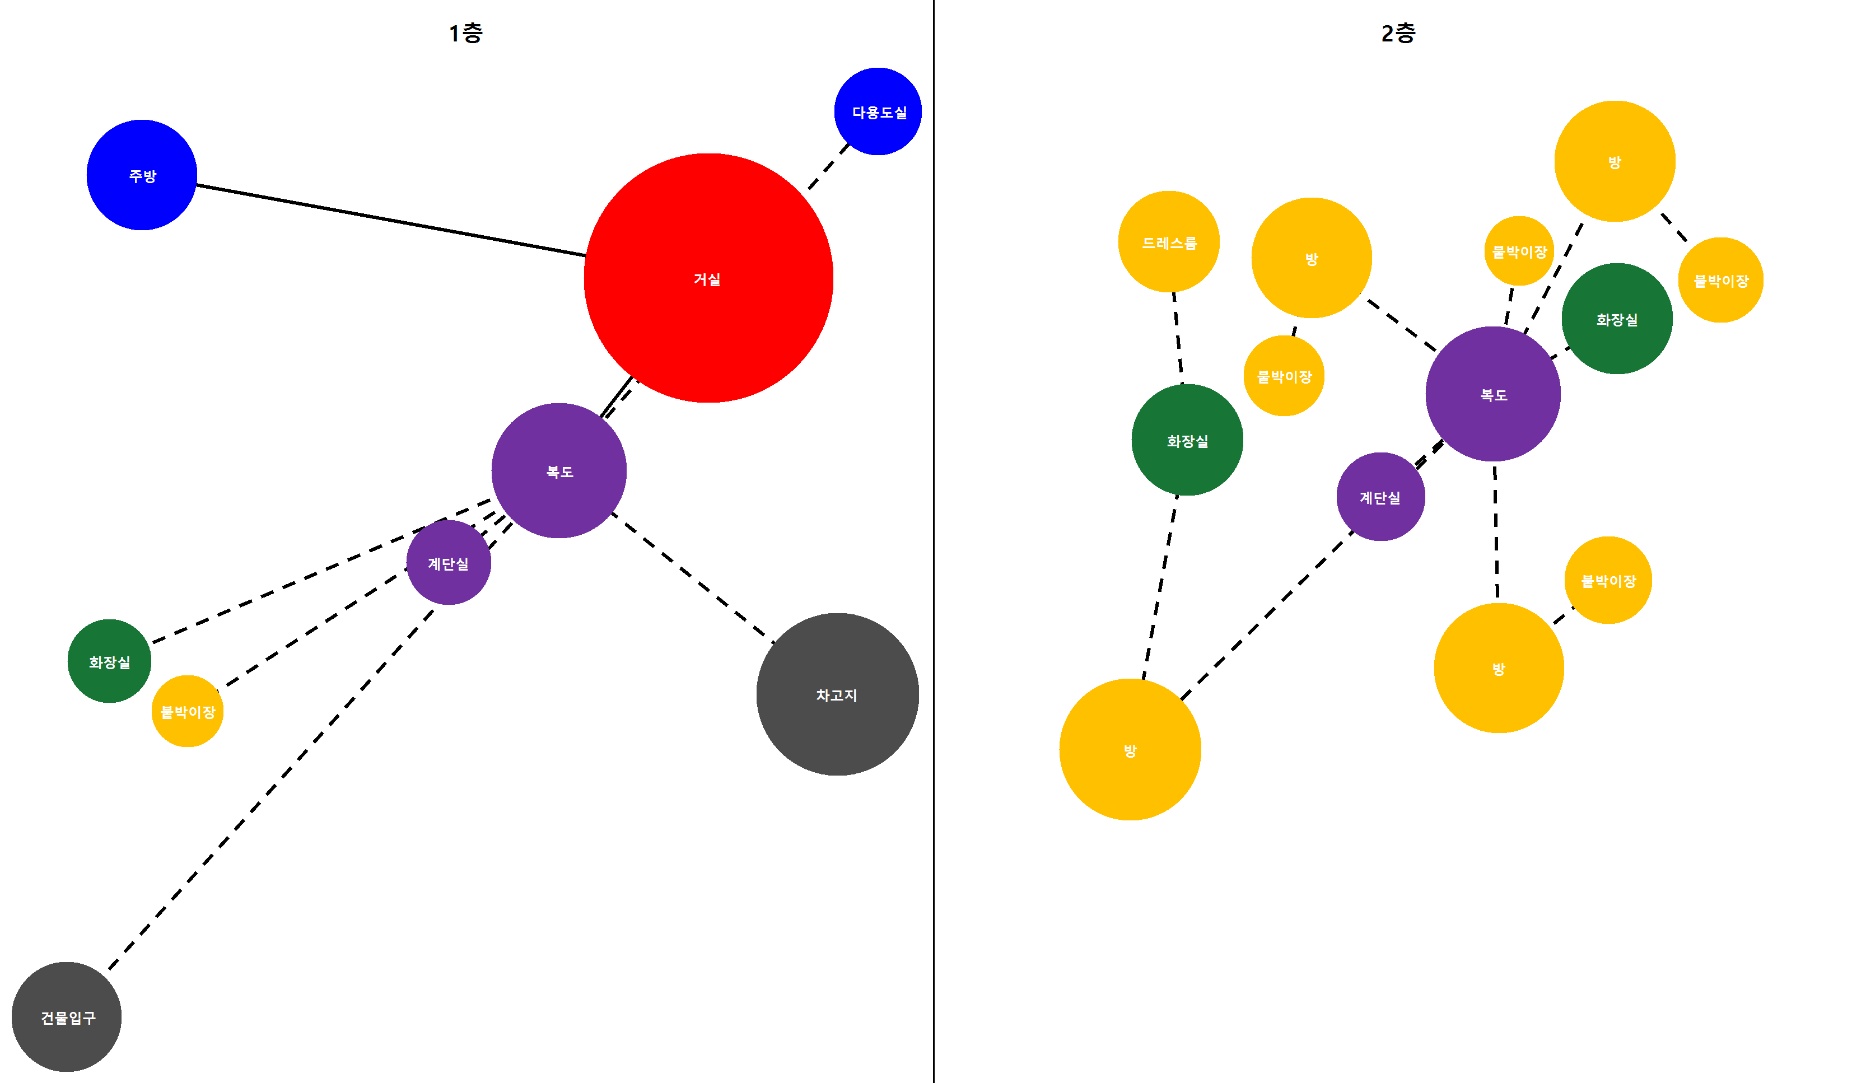 1층
다용도실
주방
거실
복도
계단실
화장실
붙박이장
차고지
건물입구
2층
방
드레스룸
방
붙박이장
붙박이장
화장실
붙박이장
복도
화장실
계단실
붙박이장
방
방